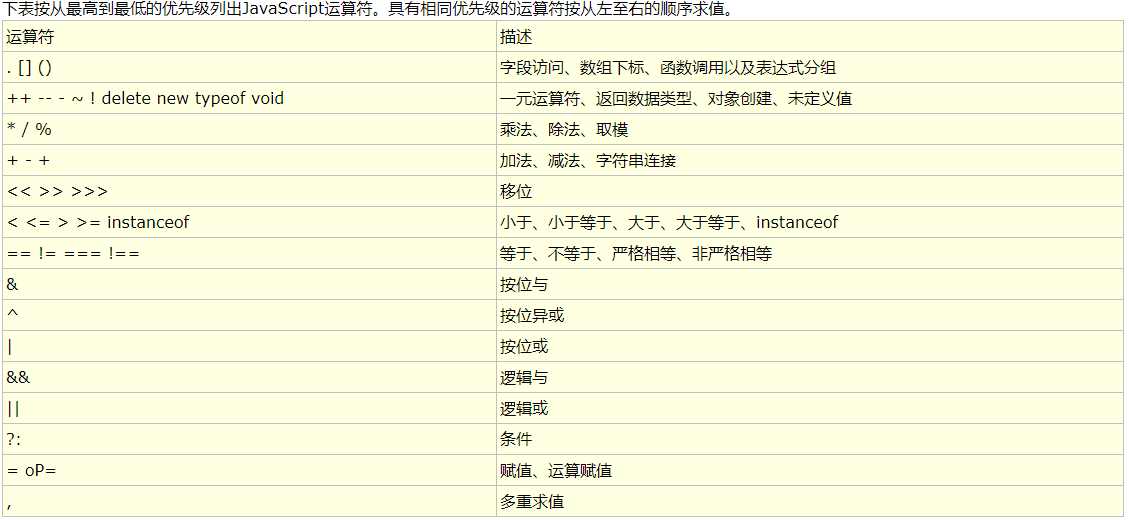 下表按从最高到最低的优先级列出JavaScript运算符。具有相同优先级的运算符按从左至右的顺序求值。
运算符 描述
. [] () 字段访问、数组下标、函数调用以及表达式分组
++ -- - ~ ! delete new typeof void 一元运算符、返回数据类型、对象创建、未定义值
* / % 乘法、除法、取模
+ - + 加法、减法、字符串连接
<< >> >>> 移位
< <= > >= instanceof 小于、小于等于、大于、大于等于、instanceof
== != === !== 等于、不等于、严格相等、非严格相等
& 按位与
^ 按位异或
| 按位或
&& 逻辑与
|| 逻辑或
?: 条件
= oP= 赋值、运算赋值
, 多重求值